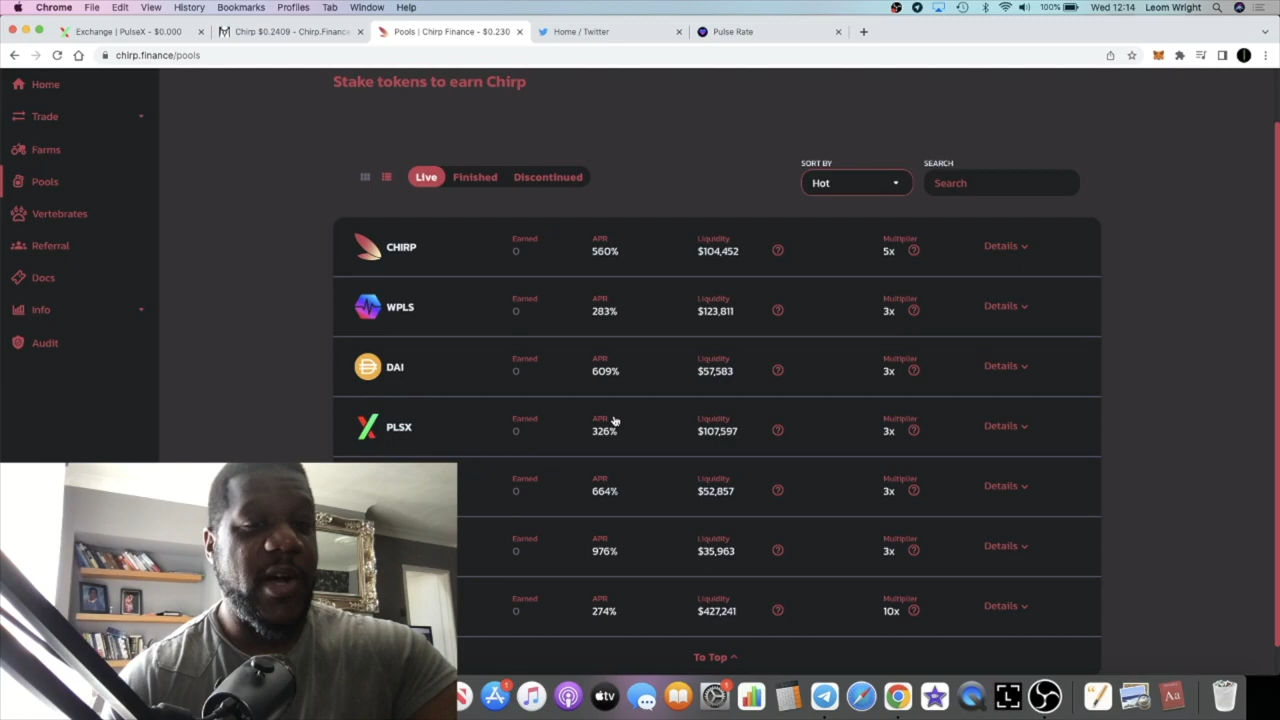 Chrome File Edit View History Bookmarks Profiles Tab Window Help 100% Wed 12:14 Leom Wright
Exchange | PulseX - $0.000 Chirp $0.2409 - Chirp.Finance Pools | Chirp Finance - $0.230 Home / Twitter Pulse Rate
chirp.finance/pools
Home
Trade
Farms
Pools
Vertebrates
Referral
Docs
Info
Audit
Stake tokens to earn Chirp
SORT BY SEARCH
Live Finished Discontinued Hot Search
Earned APR Liquidity Multiplier
CHIRP 0 560% $104,452 5x Details
Earned APR Liquidity Multiplier
WPLS 0 283% $123,811 3x Details
Earned APR Liquidity Multiplier
DAI 0 609% $57,583 3x Details
Earned APR Liquidity Multiplier
PLSX 0 326% $107,597 3x Details
Earned APR Liquidity Multiplier
0 664% $52,857 3x Details
Earned APR Liquidity Multiplier
0 976% $35,963 3x Details
Earned APR Liquidity Multiplier
0 274% $427,241 10x Details
To Top
tv
Aa